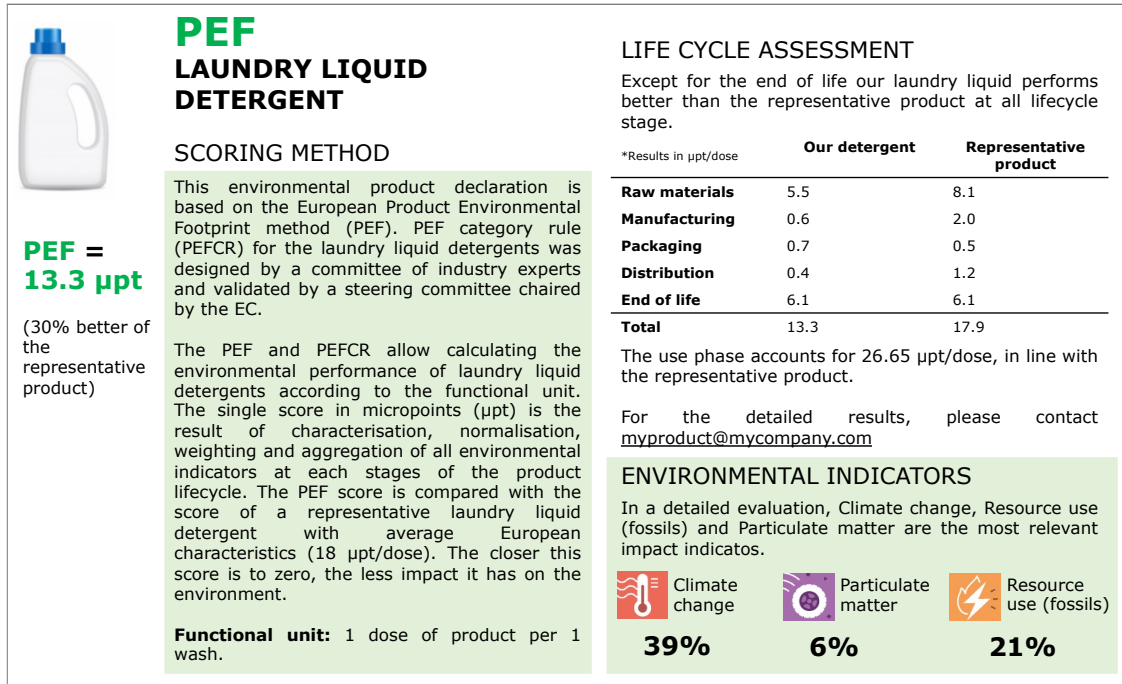 PEF
LAUNDRY LIQUID
DETERGENT
SCORING METHOD
This environmental product declaration is
based on the European Product Environmental
Footprint method (PEF). PEF category rule
(PEFCR) for the laundry liquid detergents was
designed by a committee of industry experts
and validated by a steering committee chaired
by the EC.
The PEF and PEFCR allow calculating the
environmental performance of laundry liquid
detergents according to the functional unit.
The single score in micropoints (µpt) is the
result of characterisation, normalisation,
weighting and aggregation of all environmental
indicators at each stages of the product
lifecycle. The PEF score is compared with the
score of a representative laundry liquid
detergent with average European
characteristics (18 µpt/dose). The closer this
score is to zero, the less impact it has on the
environment.
Functional unit: 1 dose of product per 1
wash.
PEF =
13.3 µpt
(30% better of
the
representative
product)
LIFE CYCLE ASSESSMENT
Except for the end of life our laundry liquid performs
better than the representative product at all lifecycle
stage.
*Results in µpt/dose Our detergent Representative
product
Raw materials 5.5 8.1
Manufacturing 0.6 2.0
Packaging 0.7 0.5
Distribution 0.4 1.2
End of life 6.1 6.1
Total 13.3 17.9
The use phase accounts for 26.65 µpt/dose, in line with
the representative product.
For the detailed results, please contact
myproduct@mycompany.com
ENVIRONMENTAL INDICATORS
In a detailed evaluation, Climate change, Resource use
(fossils) and Particulate matter are the most relevant
impact indicatos.
Climate
change
39%
Particulate
matter
6%
Resource
use (fossils)
21%